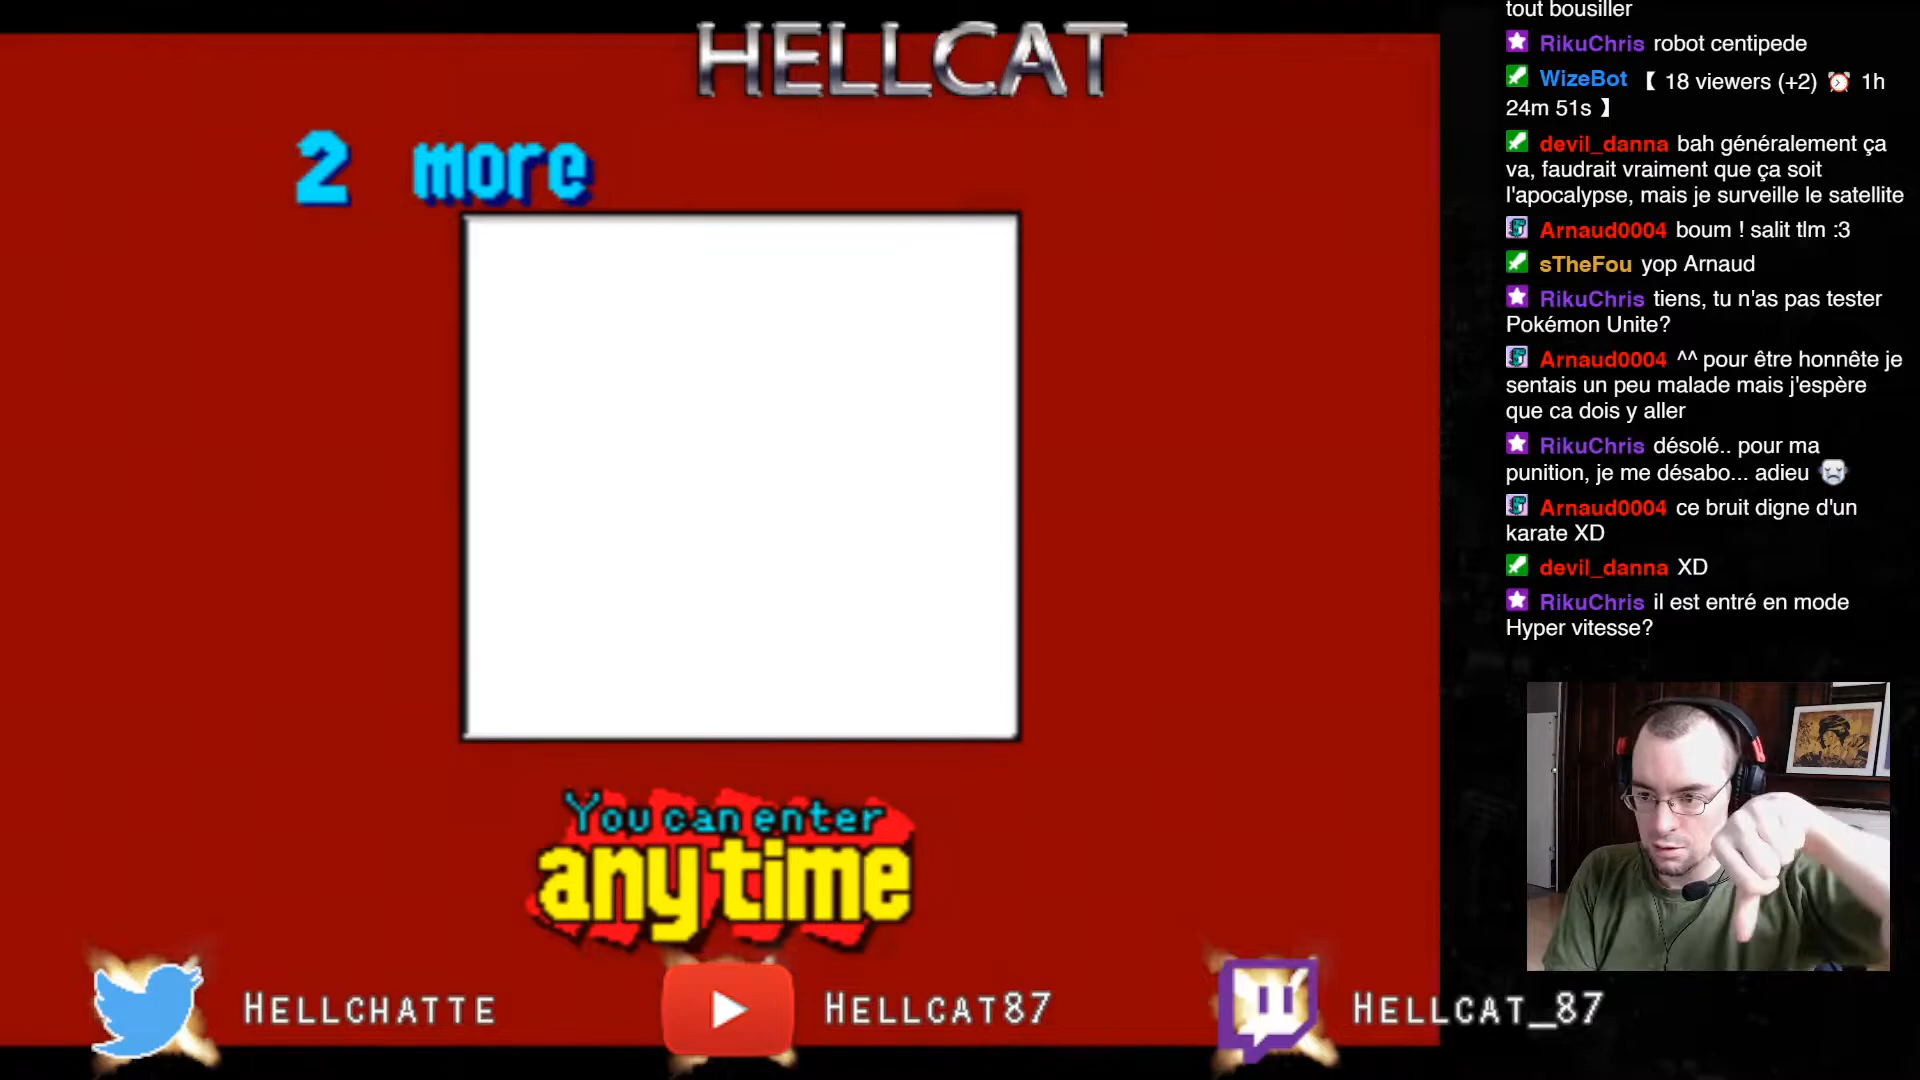 HELLCAT
2 more
You can enter
anytime
HELLCHATTE
HELLCAT87
HELLCAT_87
tout bousiller
RikuChris robot centipede
WizeBot 【 18 viewers (+2) ⏰ 1h
24m 51s 】
devil_danna bah généralement ça
va, faudrait vraiment que ça soit
l'apocalypse, mais je surveille le satellite
Arnaud0004 boum ! salit tlm :3
sTheFou yop Arnaud
RikuChris tiens, tu n'as pas tester
Pokémon Unite?
Arnaud0004 ^^ pour être honnête je
sentais un peu malade mais j'espère
que ca dois y aller
RikuChris désolé.. pour ma
punition, je me désabo... adieu
Arnaud0004 ce bruit digne d'un
karate XD
devil_danna XD
RikuChris il est entré en mode
Hyper vitesse?